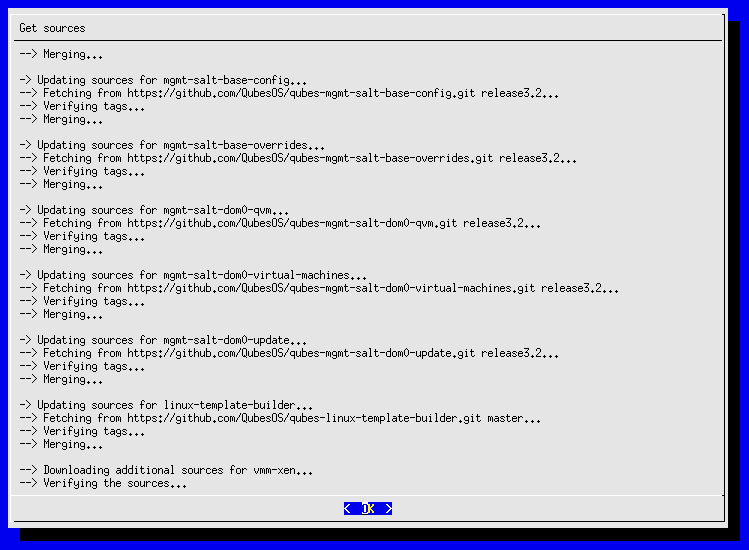 Get sources
--> Merging...
-> Updating sources for mgmt-salt-base-config...
--> Fetching from https://github.com/QubesOS/qubes-mgmt-salt-base-config.git release3.2...
--> Verifying tags...
--> Merging...
-> Updating sources for mgmt-salt-base-overrides...
--> Fetching from https://github.com/QubesOS/qubes-mgmt-salt-base-overrides.git release3.2...
--> Verifying tags...
--> Merging...
-> Updating sources for mgmt-salt-dom0-qvm...
--> Fetching from https://github.com/QubesOS/qubes-mgmt-salt-dom0-qvm.git release3.2...
--> Verifying tags...
--> Merging...
-> Updating sources for mgmt-salt-dom0-virtual-machines...
--> Fetching from https://github.com/QubesOS/qubes-mgmt-salt-dom0-virtual-machines.git release3.2...
--> Verifying tags...
--> Merging...
-> Updating sources for mgmt-salt-dom0-update...
--> Fetching from https://github.com/QubesOS/qubes-mgmt-salt-dom0-update.git release3.2...
--> Verifying tags...
--> Merging...
-> Updating sources for linux-template-builder...
--> Fetching from https://github.com/QubesOS/qubes-linux-template-builder.git master...
--> Verifying tags...
--> Merging...
--> Downloading additional sources for vmm-xen...
--> Verifying the sources...
< OK >